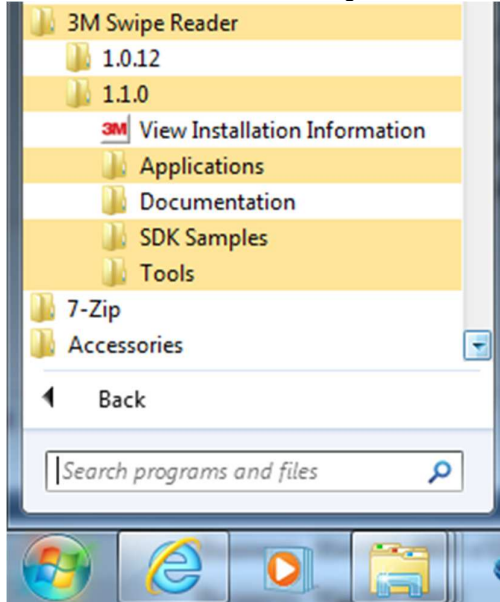 3M Swipe Reader
1.0.12
1.1.0
3M View Installation Information
Applications
Documentation
SDK Samples
Tools
7-Zip
Accessories
Back
Search programs and files